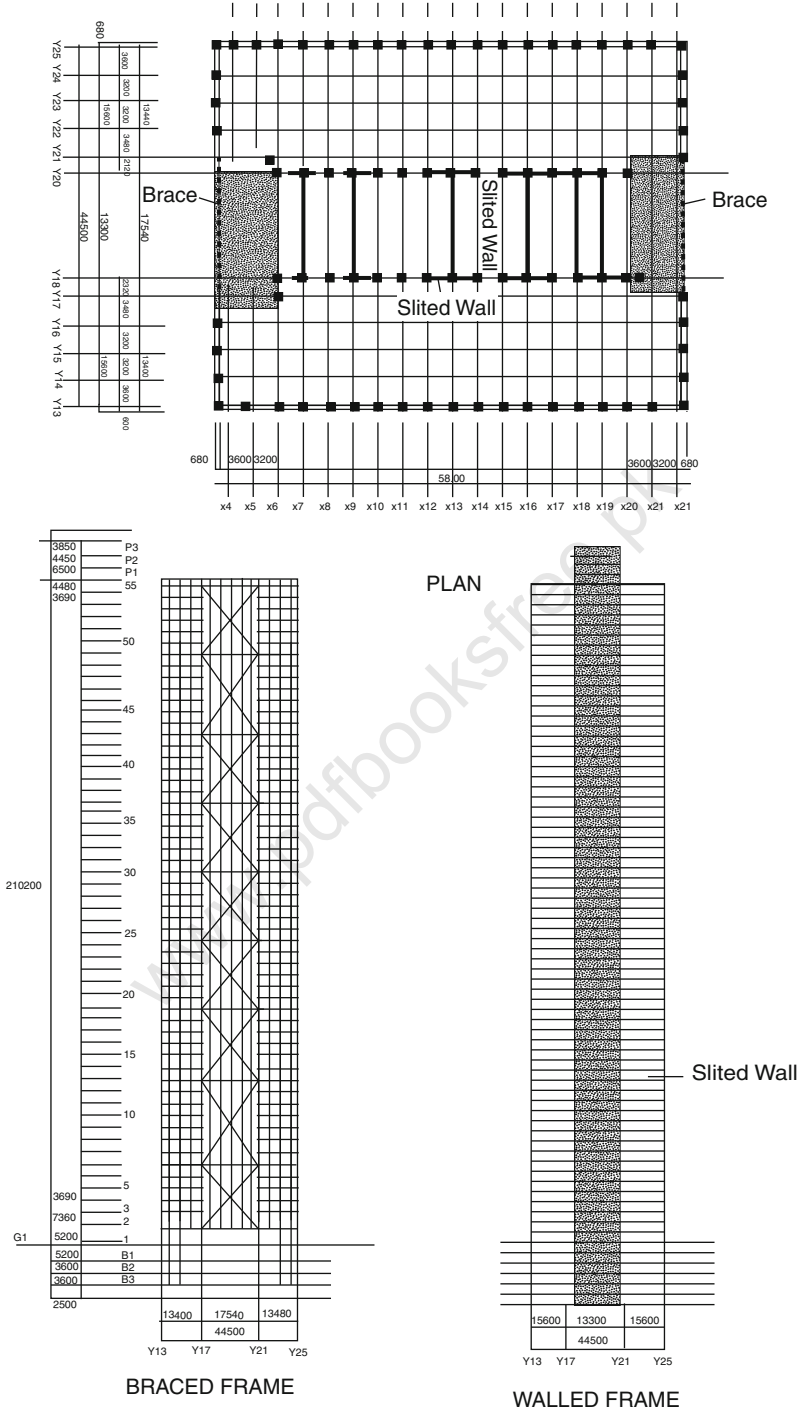 680
Y25
Y24
Y23
Y22
Y21
Y20
Y18
Y17
Y16
Y15
Y14
Y13
3600
3200
3200
3480
2120
2320
3480
3200
3200
3600
600
15600
13440
44500
13300
17540
15600
13400
Brace
Brace
Slited Wall
Slited Wall
680
3600
3200
5800
3600
3200
680
x4 x5 x6 x7 x8 x9 x10 x11 x12 x13 x14 x15 x16 x17 x18 x19 x20 x21 x21
PLAN
3850 P3
4450 P2
6500 P1
4480 55
3690
50
45
40
35
30
210200
25
20
15
10
5
3690
3
7360
2
G1
5200 1
5200 B1
3600 B2
3600 B3
2500
13400 17540 13480
44500
Y13 Y17 Y21 Y25
BRACED FRAME
Slited Wall
15600 13300 15600
44500
Y13 Y17 Y21 Y25
WALLED FRAME
www.pdfbooksfree.pk